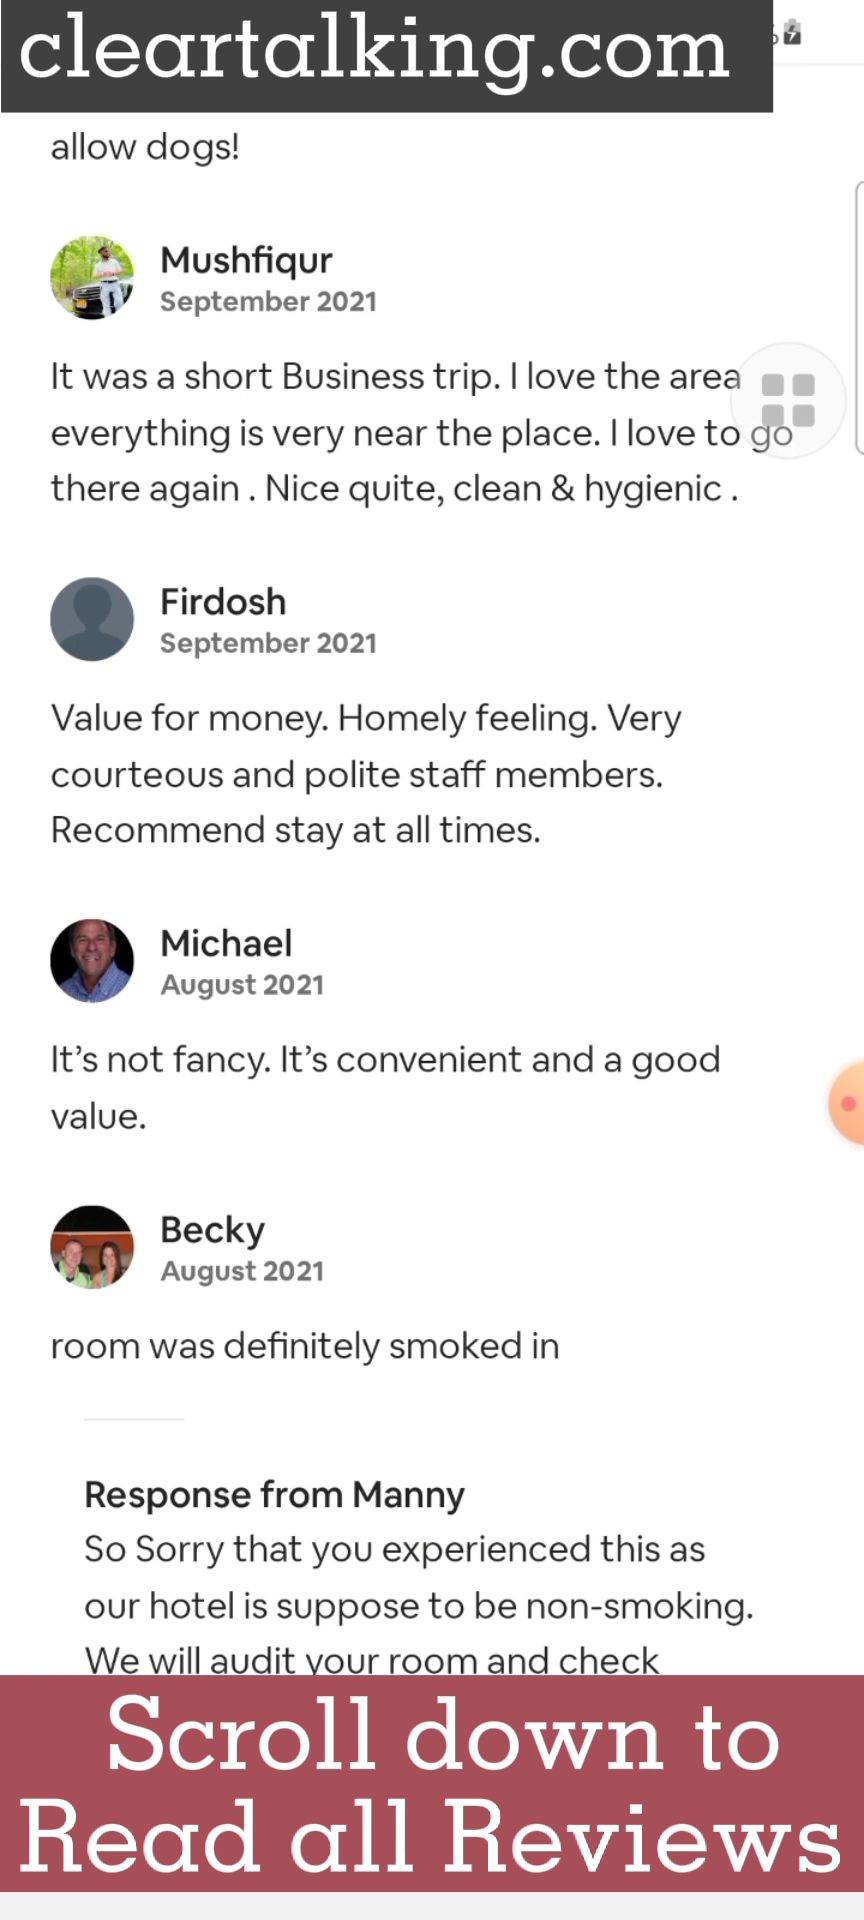 cleartalking.com
allow dogs!
Mushfiqur
September 2021
It was a short Business trip. I love the area
everything is very near the place. I love to go
there again . Nice quite, clean & hygienic .
Firdosh
September 2021
Value for money. Homely feeling. Very
courteous and polite staff members.
Recommend stay at all times.
Michael
August 2021
It’s not fancy. It’s convenient and a good
value.
Becky
August 2021
room was definitely smoked in
Response from Manny
So Sorry that you experienced this as
our hotel is suppose to be non-smoking.
We will audit your room and check
Scroll down to
Read all Reviews